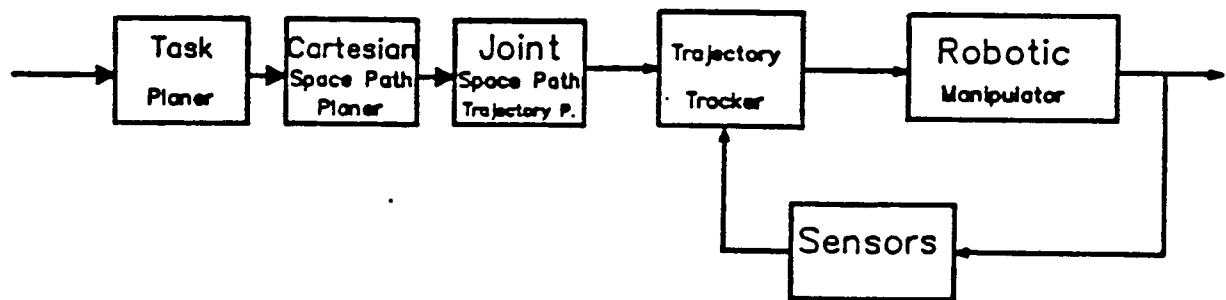 Task
Planer
Cartesian
Space Path
Planer
Joint
Space Path
Trajectory P.
Trajectory
Tracker
Robotic
Manipulator
Sensors